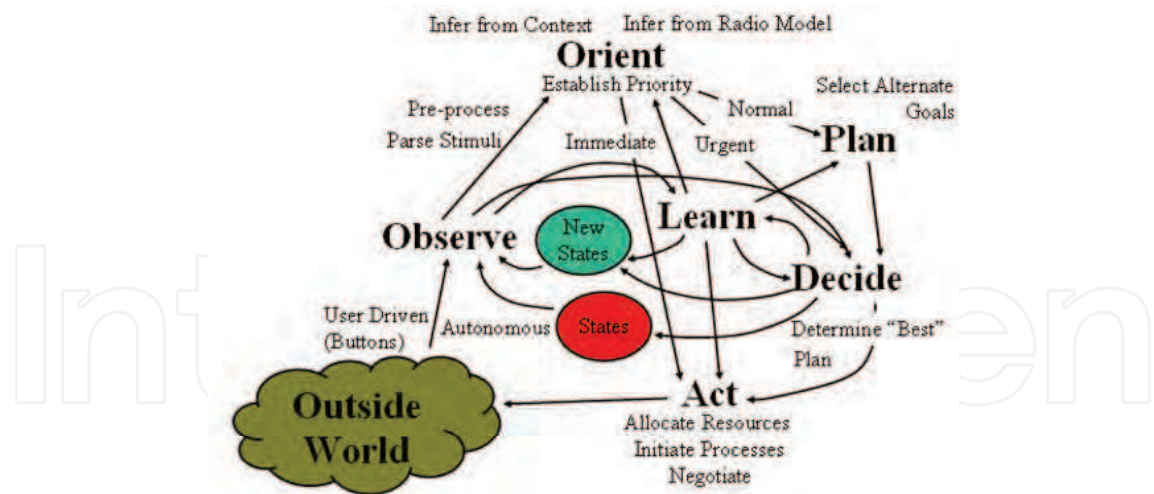 Infer from Context
Infer from Radio Model
Orient
Establish Priority
Pre-process
Parse Stimuli
Immediate
Normal
Urgent
Select Alternate
Goals
Plan
Observe
New
States
Learn
Decide
User Driven
(Buttons)
Autonomous
States
Determine “Best”
Plan
Outside
World
Act
Allocate Resources
Initiate Processes
Negotiate
Int
en